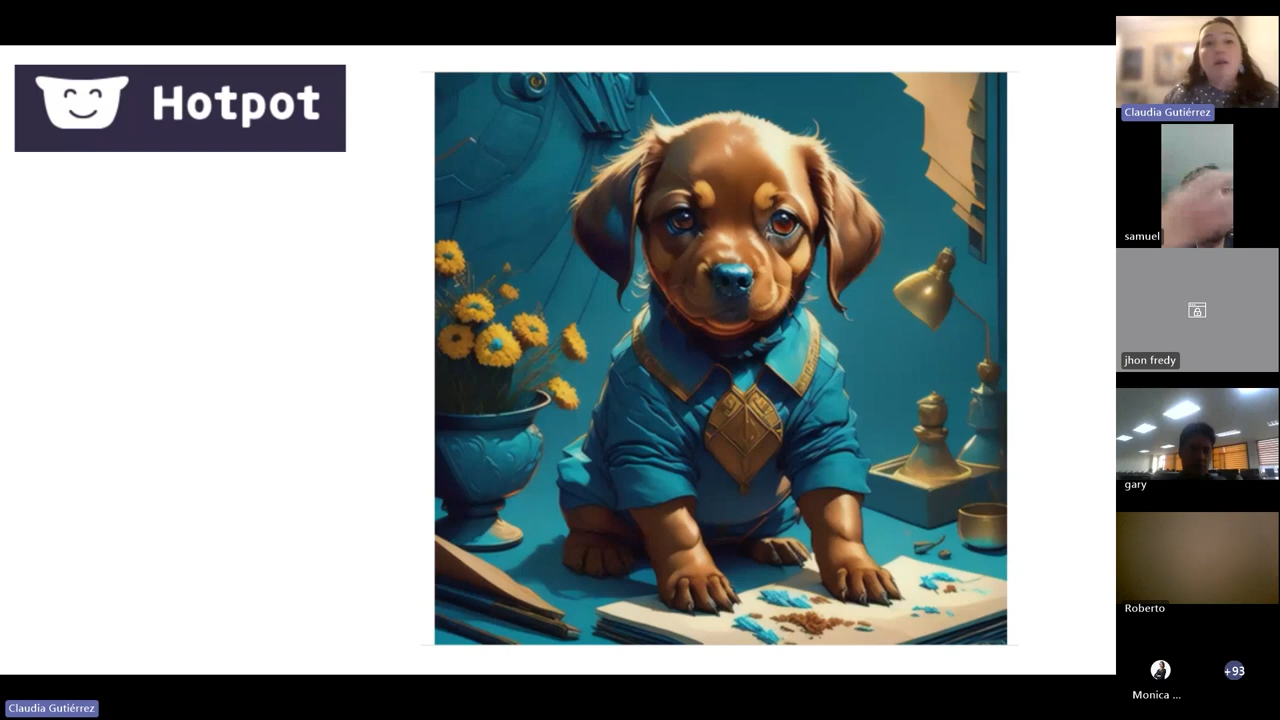 Hotpot
Claudia Gutiérrez
samuel
jhon fredy
gary
Roberto
+93
Monica ...
Claudia Gutiérrez